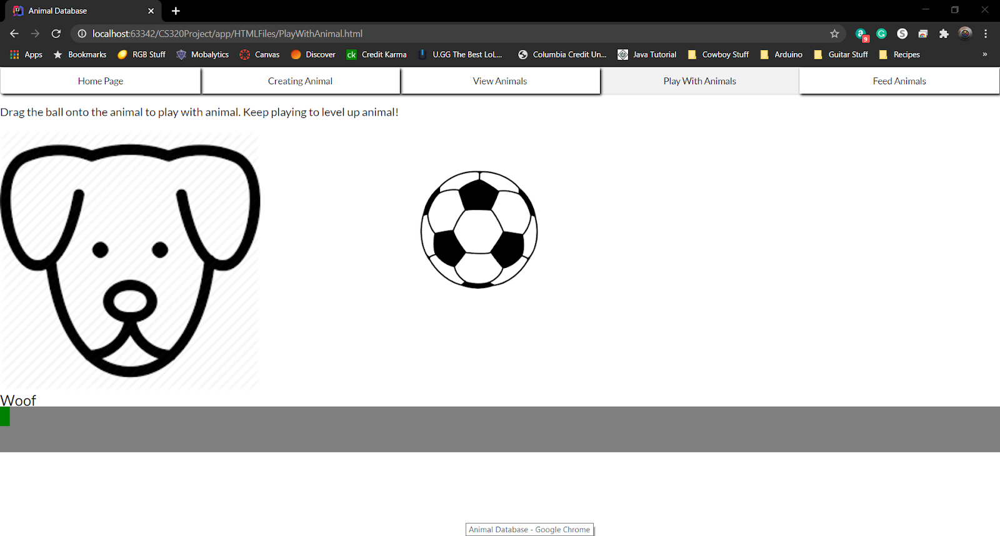 Animal Database
localhost:63342/CS320Project/app/HTMLFiles/PlayWithAnimal.html
9
Apps Bookmarks RGB Stuff Mobalytics Canvas Discover ck Credit Karma U.GG The Best LoL... Columbia Credit Un... Java Tutorial Cowboy Stuff Arduino Guitar Stuff Recipes »
Home Page Creating Animal View Animals Play With Animals Feed Animals
Drag the ball onto the animal to play with animal. Keep playing to level up animal!
Woof
Animal Database - Google Chrome